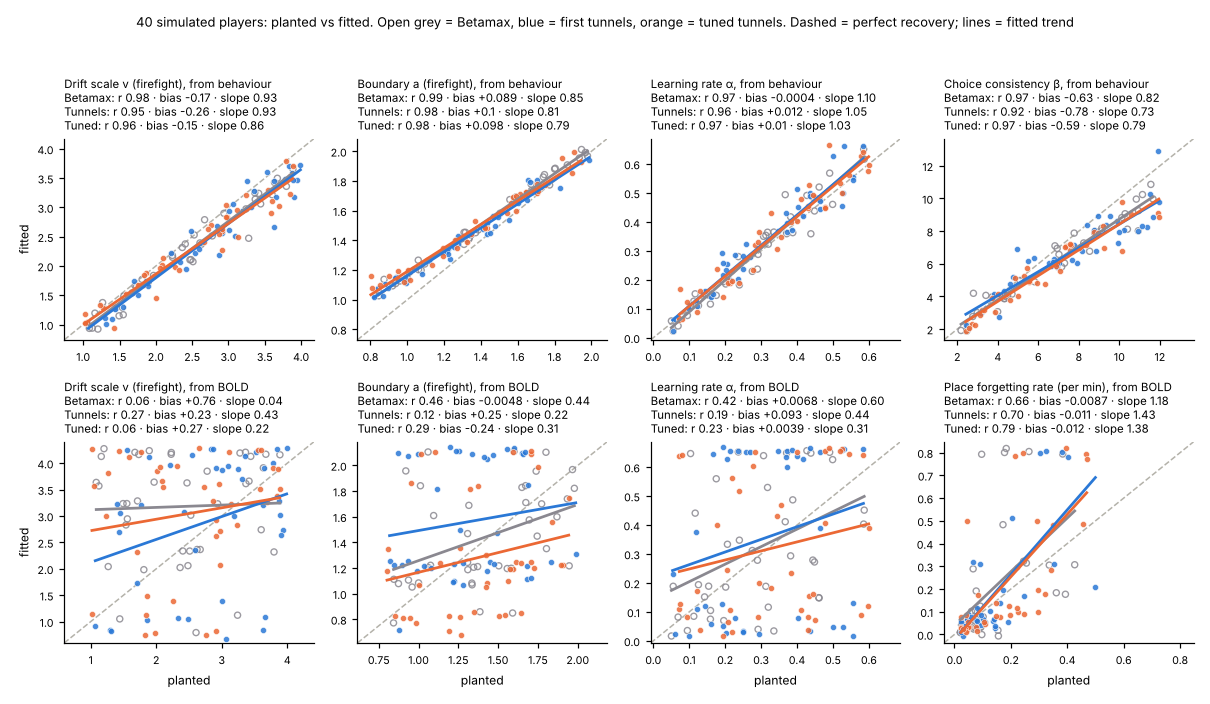 40 simulated players: planted vs fitted. Open grey = Betamax, blue = first tunnels, orange = tuned tunnels. Dashed = perfect recovery; lines = fitted trend
Drift scale v (firefight), from behaviour
Betamax: r 0.98 · bias -0.17 · slope 0.93
Tunnels: r 0.95 · bias -0.26 · slope 0.93
Tuned: r 0.96 · bias -0.15 · slope 0.86
4.0
3.5
3.0
2.5
2.0
1.5
1.0
fitted
1.0 1.5 2.0 2.5 3.0 3.5 4.0
Boundary a (firefight), from behaviour
Betamax: r 0.99 · bias +0.089 · slope 0.85
Tunnels: r 0.98 · bias +0.1 · slope 0.81
Tuned: r 0.98 · bias +0.098 · slope 0.79
2.0
1.8
1.6
1.4
1.2
1.0
0.8
0.8 1.0 1.2 1.4 1.6 1.8 2.0
Learning rate α, from behaviour
Betamax: r 0.97 · bias -0.0004 · slope 1.10
Tunnels: r 0.96 · bias +0.012 · slope 1.05
Tuned: r 0.97 · bias +0.01 · slope 1.03
0.6
0.5
0.4
0.3
0.2
0.1
0.0
0.0 0.1 0.2 0.3 0.4 0.5 0.6
Choice consistency β, from behaviour
Betamax: r 0.97 · bias -0.63 · slope 0.82
Tunnels: r 0.92 · bias -0.78 · slope 0.73
Tuned: r 0.97 · bias -0.59 · slope 0.79
12
10
8
6
4
2
2 4 6 8 10 12
Drift scale v (firefight), from BOLD
Betamax: r 0.06 · bias +0.76 · slope 0.04
Tunnels: r 0.27 · bias +0.23 · slope 0.43
Tuned: r 0.06 · bias +0.27 · slope 0.22
4.0
3.5
3.0
2.5
2.0
1.5
1.0
fitted
1 2 3 4
planted
Boundary a (firefight), from BOLD
Betamax: r 0.46 · bias -0.0048 · slope 0.44
Tunnels: r 0.12 · bias +0.25 · slope 0.22
Tuned: r 0.29 · bias -0.24 · slope 0.31
2.0
1.8
1.6
1.4
1.2
1.0
0.8
0.75 1.00 1.25 1.50 1.75 2.00
planted
Learning rate α, from BOLD
Betamax: r 0.42 · bias +0.0068 · slope 0.60
Tunnels: r 0.19 · bias +0.093 · slope 0.44
Tuned: r 0.23 · bias +0.0039 · slope 0.31
0.6
0.5
0.4
0.3
0.2
0.1
0.0
0.0 0.1 0.2 0.3 0.4 0.5 0.6
planted
Place forgetting rate (per min), from BOLD
Betamax: r 0.66 · bias -0.0087 · slope 1.18
Tunnels: r 0.70 · bias -0.011 · slope 1.43
Tuned: r 0.79 · bias -0.012 · slope 1.38
0.8
0.7
0.6
0.5
0.4
0.3
0.2
0.1
0.0
0.0 0.2 0.4 0.6 0.8
planted